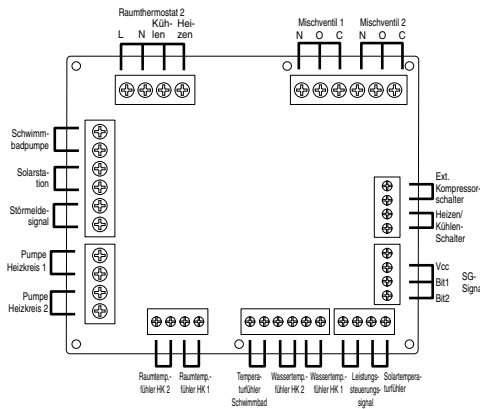 Raumthermostat 2
L N Küh-
len Hei-
zen
Mischventil 1
N O C
Mischventil 2
N O C
Schwimm-
badpumpe
Solarsta-
tion
Störmelde-
signal
Pumpe
Heizkreis 1
Pumpe
Heizkreis 2
Ext.
Kompressor-
schalter
Heizen/
Kühlen-
Schalter
Vcc
Bit1
Bit2
SG-
Signal
Raumtemp.-
fühler HK 2
Raumtemp.-
fühler HK 1
Tempera-
turfühler
Schwimmbad
Wassertemp.-
fühler HK 2
Wassertemp.-
fühler HK 1
Leistungs-
steuerungs-
signal
Solartempera-
turfühler